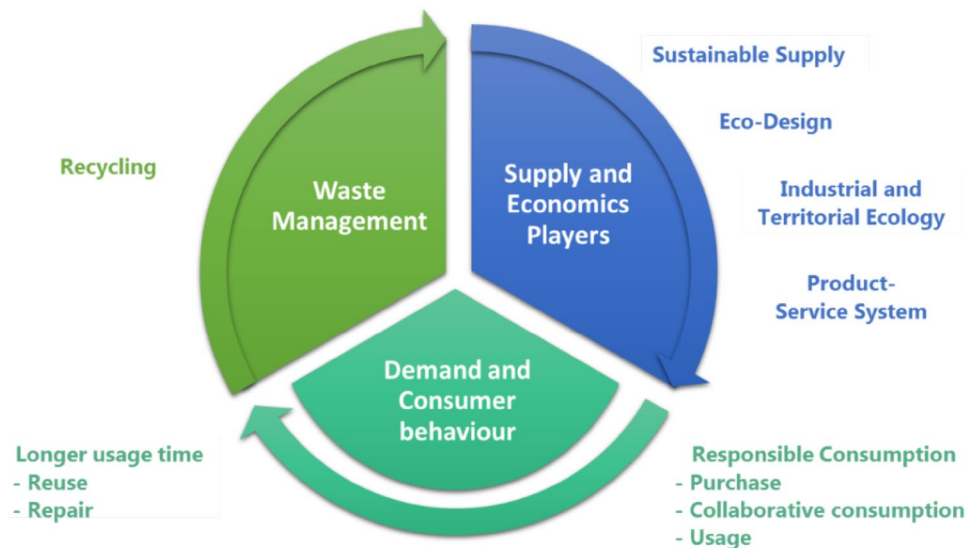 Sustainable Supply
Eco-Design
Industrial and
Territorial Ecology
Product-
Service System
Supply and
Economics
Players
Responsible Consumption
- Purchase
- Collaborative consumption
- Usage
Demand and
Consumer
behaviour
Longer usage time
- Reuse
- Repair
Waste
Management
Recycling